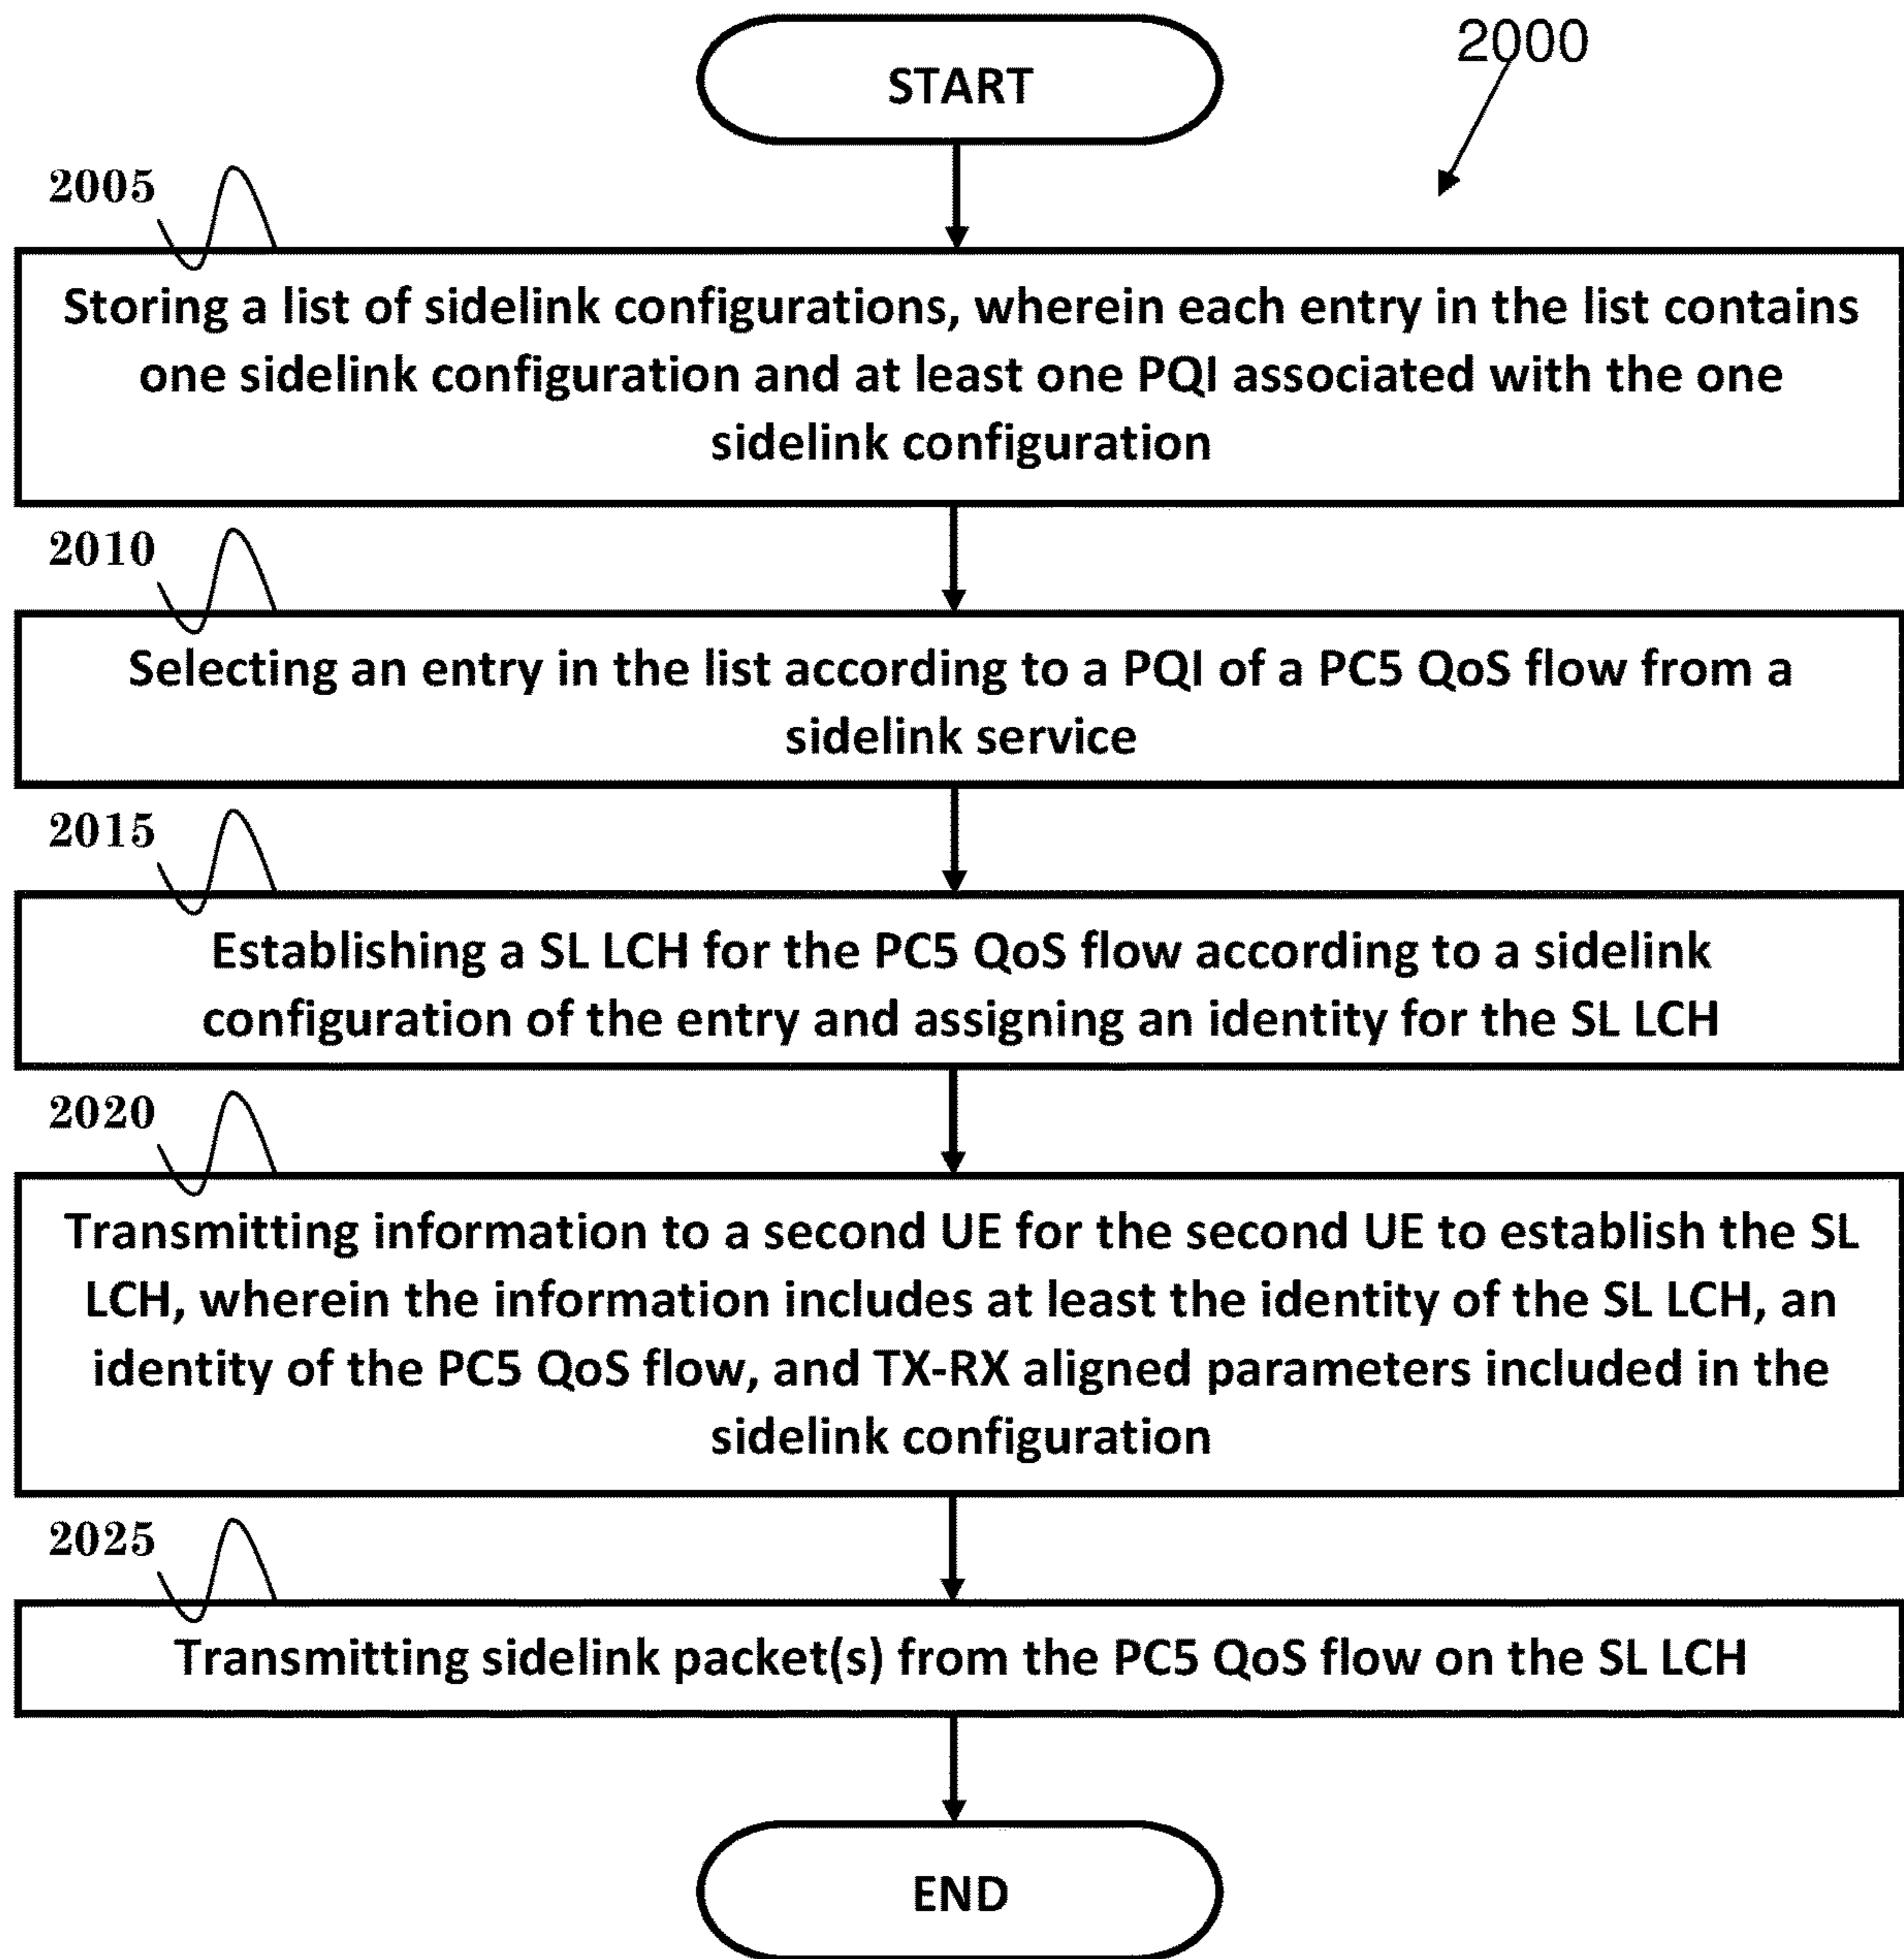 START
2000
2005
Storing a list of sidelink configurations, wherein each entry in the list contains
one sidelink configuration and at least one PQI associated with the one
sidelink configuration
2010
Selecting an entry in the list according to a PQI of a PC5 QoS flow from a
sidelink service
2015
Establishing a SL LCH for the PC5 QoS flow according to a sidelink
configuration of the entry and assigning an identity for the SL LCH
2020
Transmitting information to a second UE for the second UE to establish the SL
LCH, wherein the information includes at least the identity of the SL LCH, an
identity of the PC5 QoS flow, and TX-RX aligned parameters included in the
sidelink configuration
2025
Transmitting sidelink packet(s) from the PC5 QoS flow on the SL LCH
END